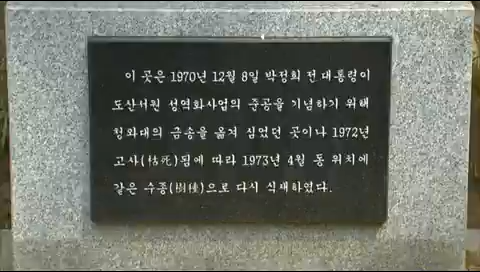 이 곳은 1970년 12월 8일 박정희 전 대통령이
도산서원 성역화사업의 준공을 기념하기 위해
청와대의 금송을 옮겨 심었던 곳이나 1972년
고사(枯死)됨에 따라 1973년 4월 동 위치에
같은 수종(樹種)으로 다시 식재하였다.